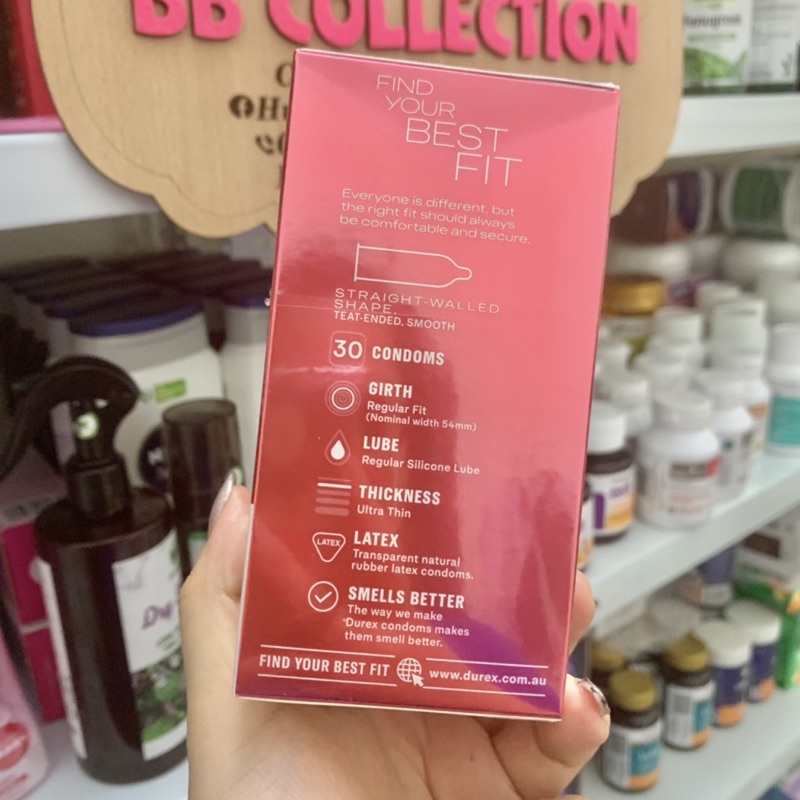 BB COLLECTION
FIND
YOUR
BEST
FIT
Everyone is different, but
the right fit should always
be comfortable and secure.
STRAIGHT-WALLED
SHAPE.
TEAT-ENDED, SMOOTH
30 CONDOMS
GIRTH
Regular Fit
(Nominal width 54mm)
LUBE
Regular Silicone Lube
THICKNESS
Ultra Thin
LATEX
LATEX
Transparent natural
rubber latex condoms.
SMELLS BETTER
The way we make
Durex condoms makes
them smell better.
FIND YOUR BEST FIT www.durex.com.au